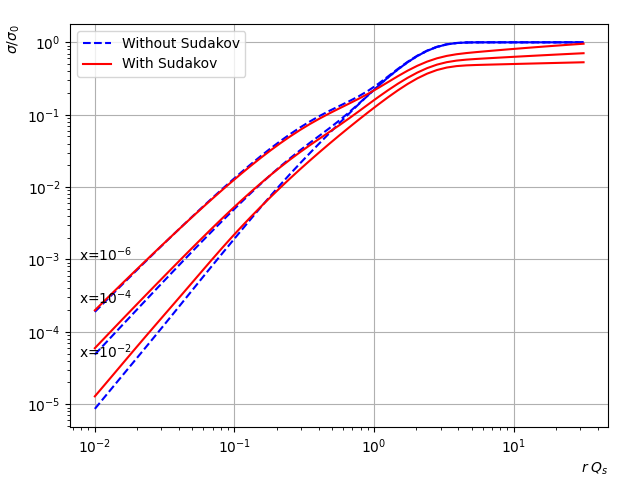 σ/σ₀
Without Sudakov
With Sudakov
10⁰
10⁻¹
10⁻²
10⁻³
10⁻⁴
10⁻⁵
x=10⁻⁶
x=10⁻⁴
x=10⁻²
10⁻² 10⁻¹ 10⁰ 10¹
r Qₛ